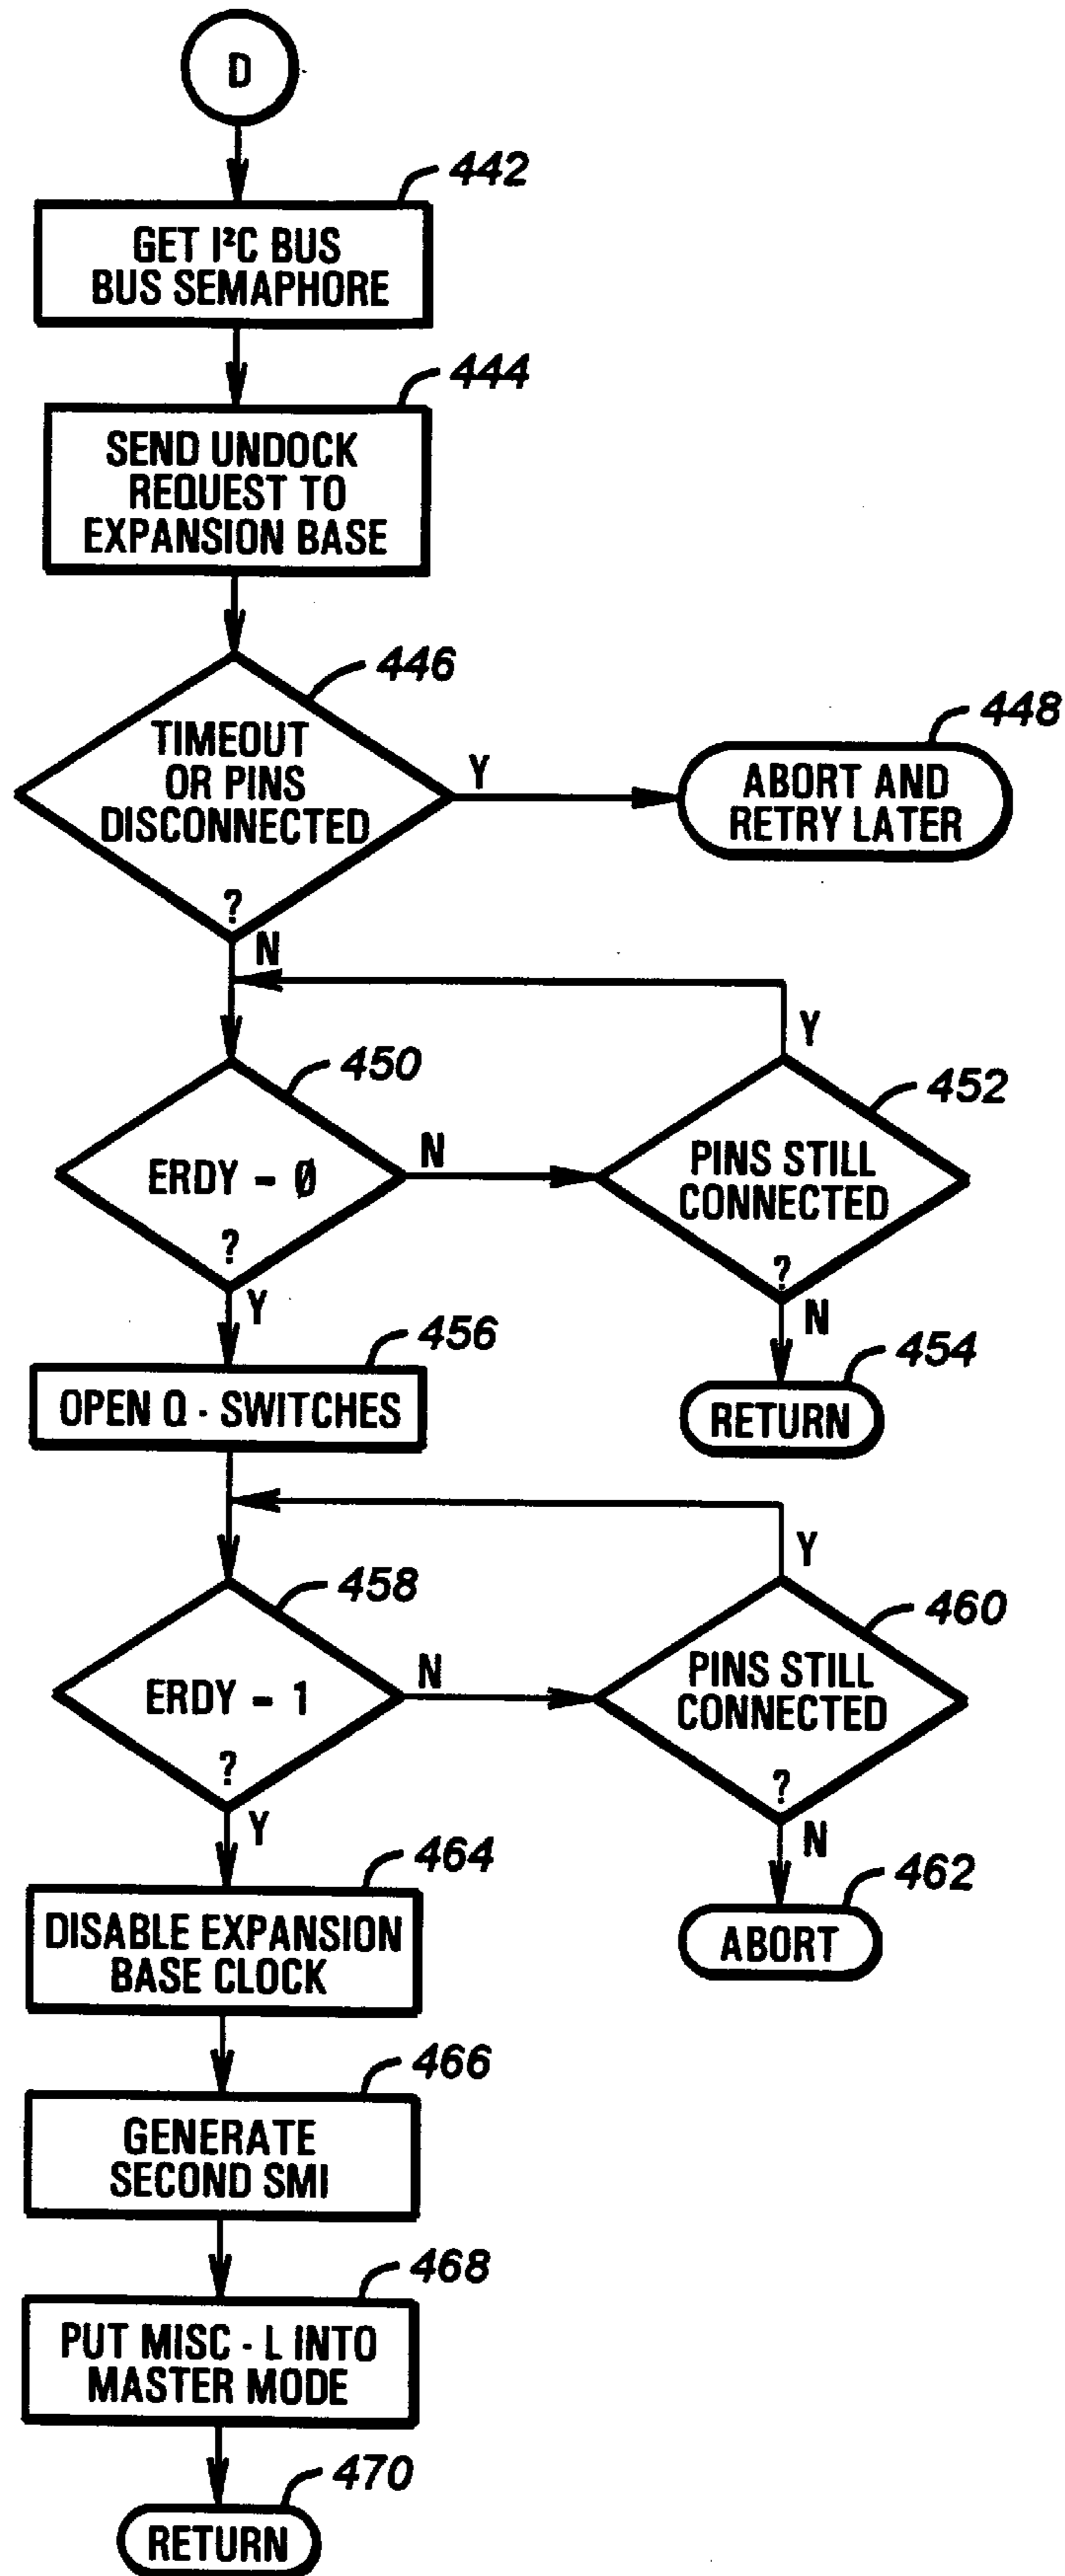 D
442
GET I²C BUS
BUS SEMAPHORE
444
SEND UNDOCK
REQUEST TO
EXPANSION BASE
446
TIMEOUT
OR PINS
DISCONNECTED
?
Y
448
ABORT AND
RETRY LATER
N
450
ERDY - Ø
?
N
452
PINS STILL
CONNECTED
?
Y
N
454
RETURN
Y
456
OPEN Q - SWITCHES
458
ERDY - 1
?
N
460
PINS STILL
CONNECTED
?
Y
N
462
ABORT
Y
464
DISABLE EXPANSION
BASE CLOCK
466
GENERATE
SECOND SMI
468
PUT MISC - L INTO
MASTER MODE
470
RETURN